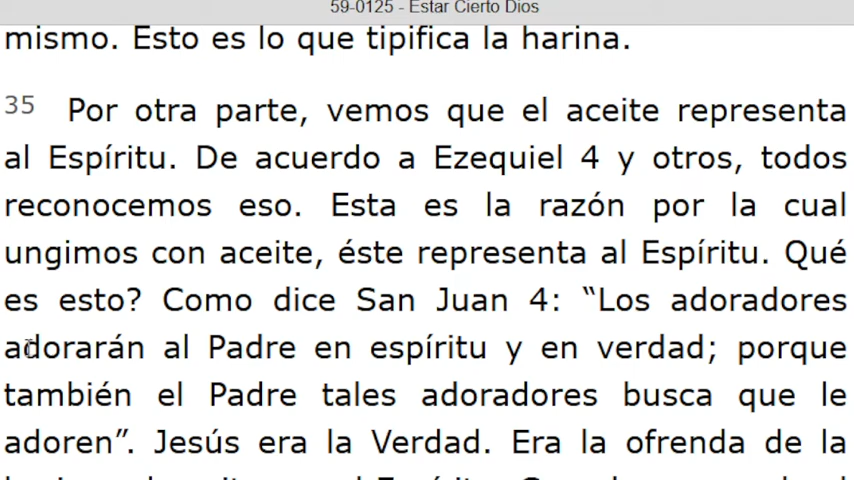 59-0125 - Estar Cierto Dios
mismo. Esto es lo que tipifica la harina.
35 Por otra parte, vemos que el aceite representa
al Espíritu. De acuerdo a Ezequiel 4 y otros, todos
reconocemos eso. Esta es la razón por la cual
ungimos con aceite, éste representa al Espíritu. Qué
es esto? Como dice San Juan 4: “Los adoradores
adorarán al Padre en espíritu y en verdad; porque
también el Padre tales adoradores busca que le
adoren”. Jesús era la Verdad. Era la ofrenda de la